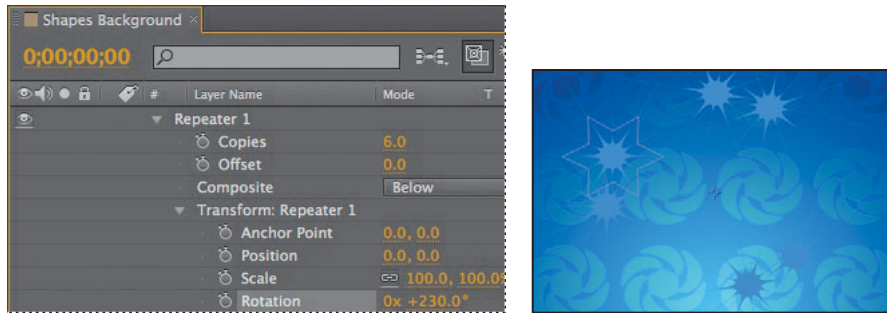 Shapes Background ×
0;00;00;00
# Layer Name Mode T
Repeater 1
Copies 6.0
Offset 0.0
Composite Below
Transform: Repeater 1
Anchor Point 0.0, 0.0
Position 0.0, 0.0
Scale 100.0, 100.0%
Rotation 0x +230.0°